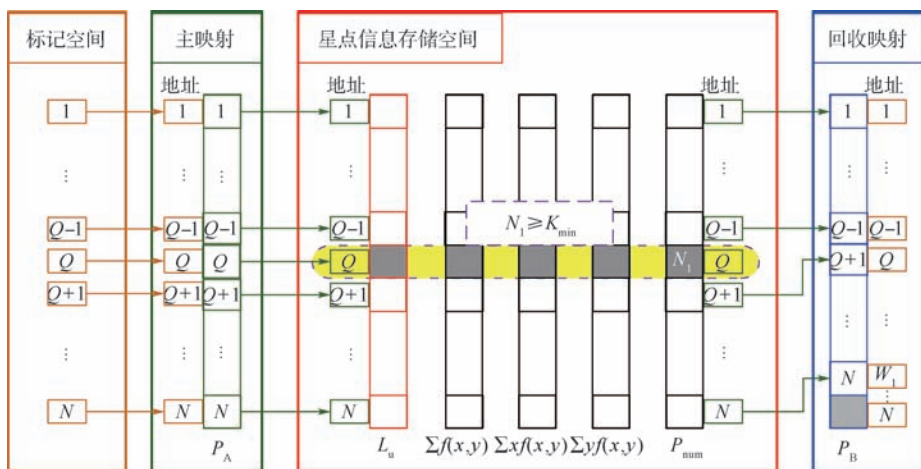 标记空间 主映射 星点信息存储空间 回收映射
地址 地址 地址 地址
1 1 1 1 1 1 1
⋮ ⋮ ⋮ ⋮ ⋮ ⋮ ⋮
N₁≥K_min
Q-1 Q-1 Q-1 Q-1 Q-1 Q-1 Q-1
Q Q Q Q N₁ Q Q+1 Q
Q+1 Q+1 Q+1 Q+1 Q+1
⋮ ⋮ ⋮ ⋮ ⋮ ⋮ ⋮
N W₁
⋮
N N N N N N
P_A L_u Σf(x,y) Σxf(x,y) Σyf(x,y) P_num P_B